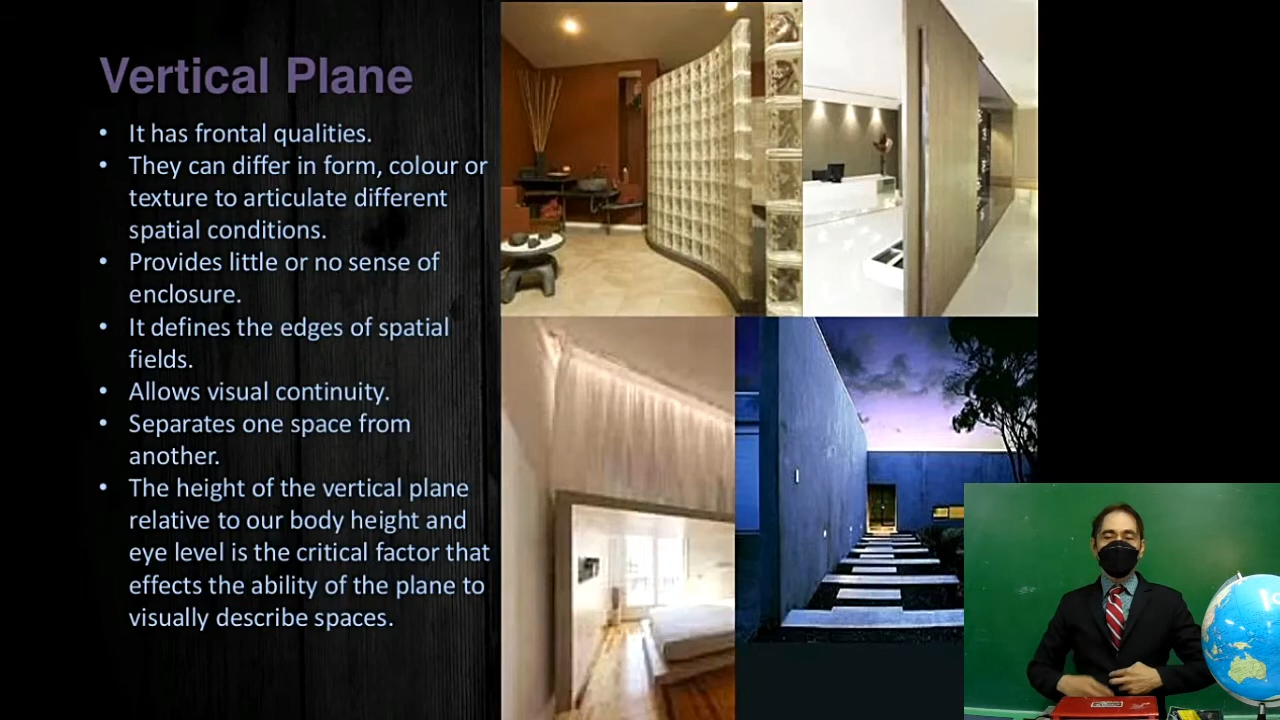 Vertical Plane
• It has frontal qualities.
• They can differ in form, colour or
texture to articulate different
spatial conditions.
• Provides little or no sense of
enclosure.
• It defines the edges of spatial
fields.
• Allows visual continuity.
• Separates one space from
another.
• The height of the vertical plane
relative to our body height and
eye level is the critical factor that
effects the ability of the plane to
visually describe spaces.